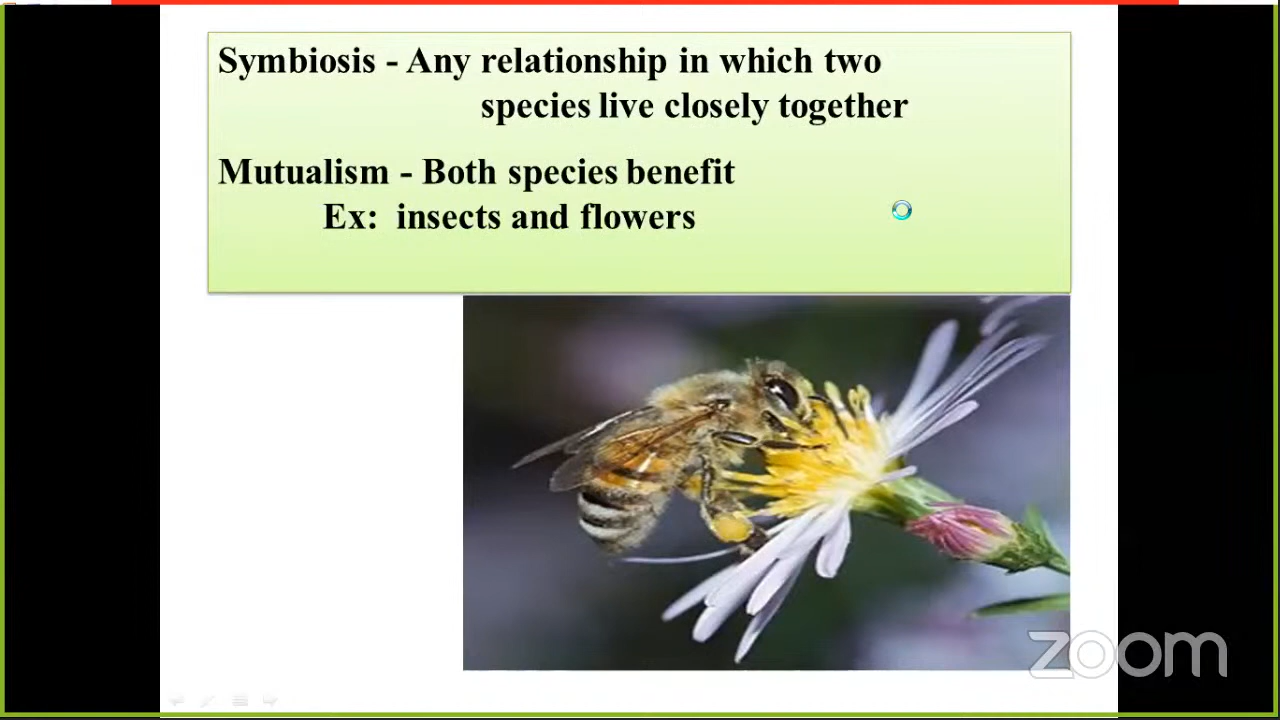 Symbiosis - Any relationship in which two
species live closely together
Mutualism - Both species benefit
Ex: insects and flowers
zoom